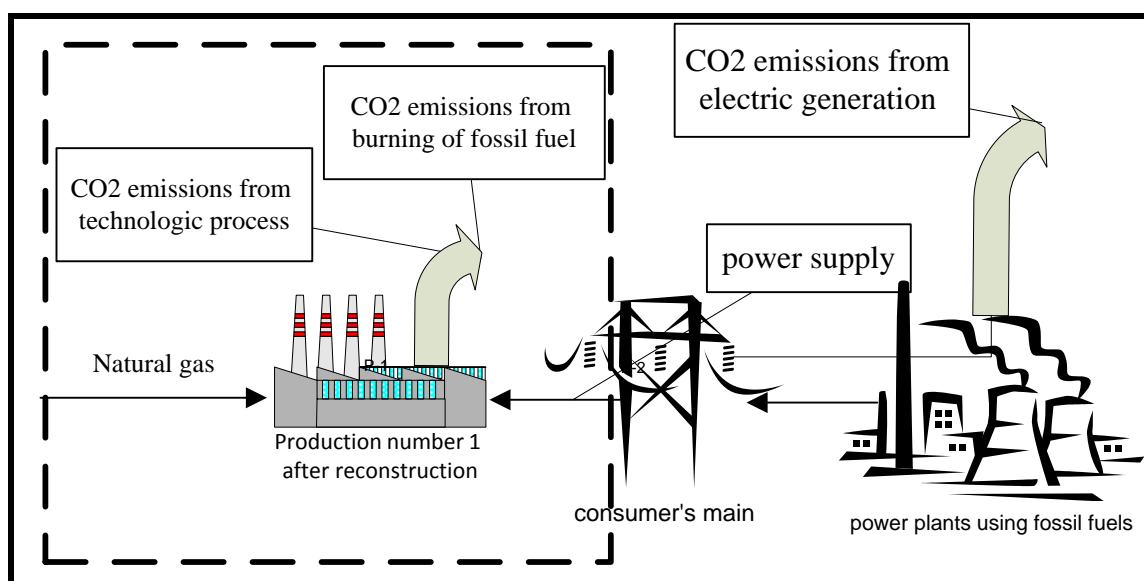 CO2 emissions from
electric generation
CO2 emissions from
burning of fossil fuel
CO2 emissions from
technologic process
power supply
Natural gas
Production number 1
after reconstruction
consumer's main
power plants using fossil fuels